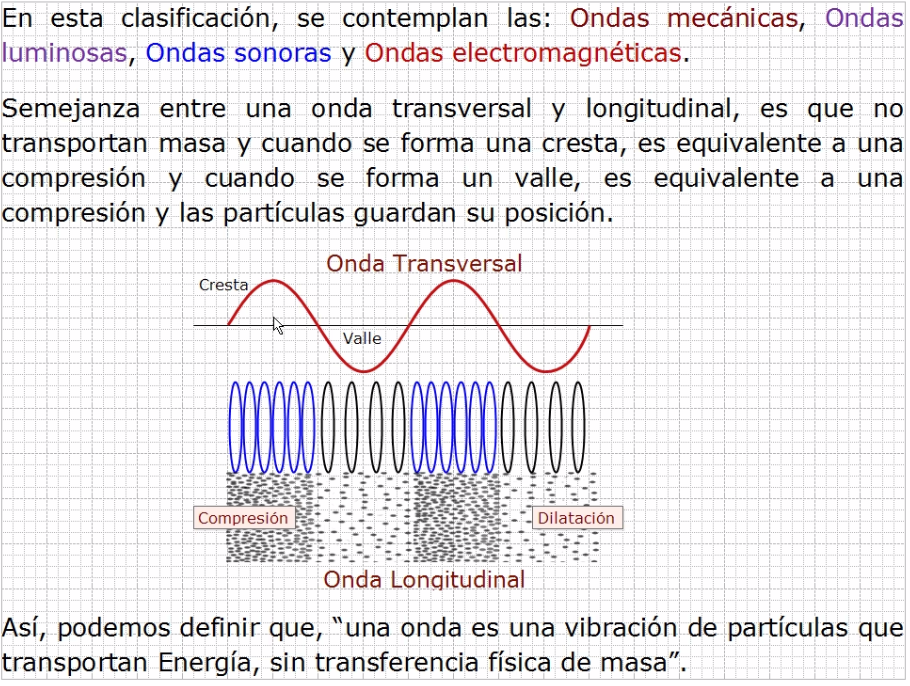 En esta clasificación, se contemplan las: Ondas mecánicas, Ondas
luminosas, Ondas sonoras y Ondas electromagnéticas.
Semejanza entre una onda transversal y longitudinal, es que no
transportan masa y cuando se forma una cresta, es equivalente a una
compresión y cuando se forma un valle, es equivalente a una
compresión y las partículas guardan su posición.
Onda Transversal
Cresta
Valle
Compresión
Dilatación
Onda Longitudinal
Así, podemos definir que, “una onda es una vibración de partículas que
transportan Energía, sin transferencia física de masa”.